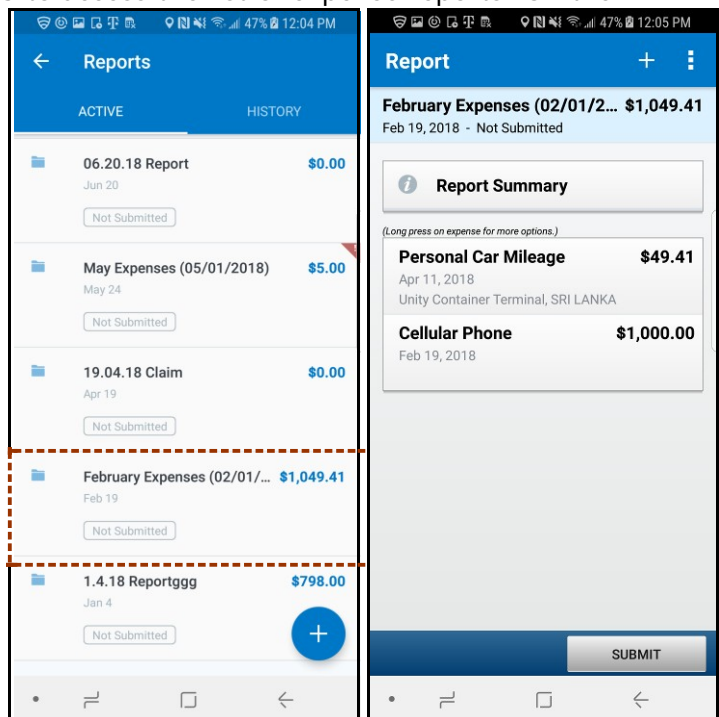 47% 12:04 PM
Reports
ACTIVE HISTORY
06.20.18 Report $0.00
Jun 20
Not Submitted
May Expenses (05/01/2018) $5.00
May 24
Not Submitted
19.04.18 Claim $0.00
Apr 19
Not Submitted
February Expenses (02/01/... $1,049.41
Feb 19
Not Submitted
1.4.18 Reportggg $798.00
Jan 4
Not Submitted
+
47% 12:05 PM
Report +
February Expenses (02/01/2... $1,049.41
Feb 19, 2018 - Not Submitted
Report Summary
(Long press on expense for more options.)
Personal Car Mileage $49.41
Apr 11, 2018
Unity Container Terminal, SRI LANKA
Cellular Phone $1,000.00
Feb 19, 2018
SUBMIT